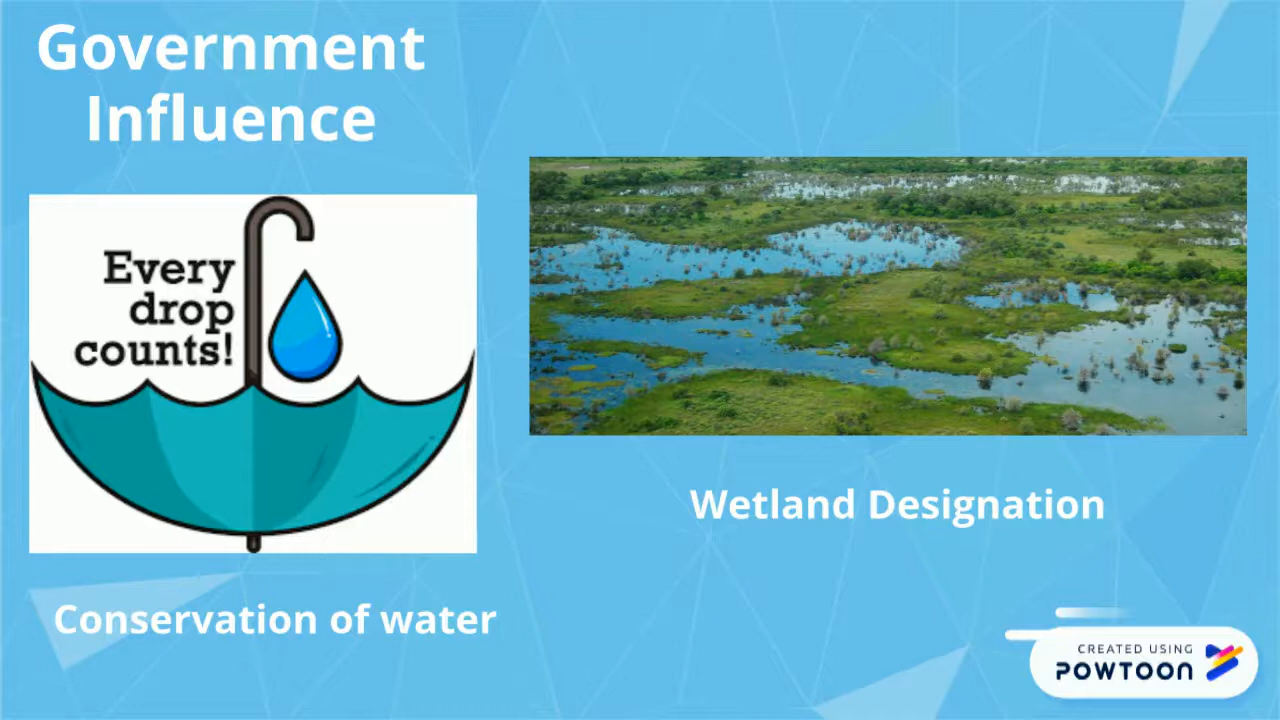 Government
Influence
Every
drop
counts!
Wetland Designation
Conservation of water
CREATED USING
POWTOON